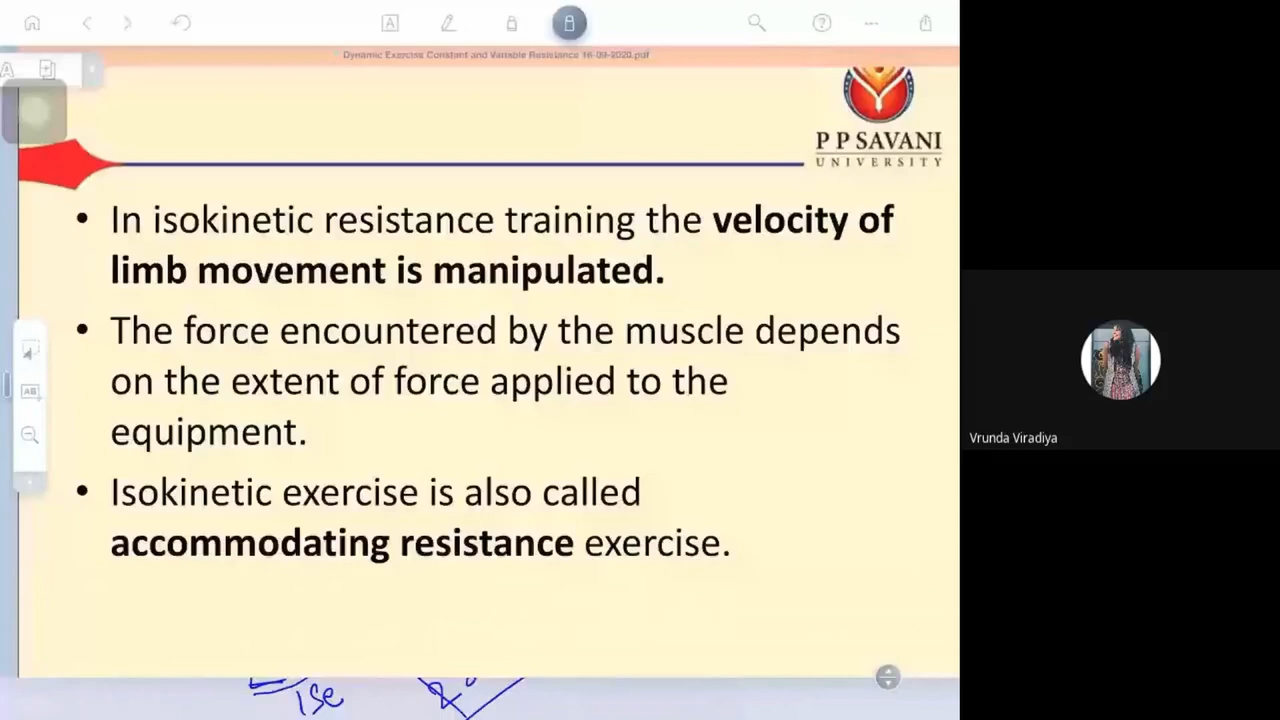 Dynamic Exercise Constant and Variable Resistance 16-09-2020.pdf
P P SAVANI
UNIVERSITY
• In isokinetic resistance training the velocity of
limb movement is manipulated.
• The force encountered by the muscle depends
on the extent of force applied to the
equipment.
• Isokinetic exercise is also called
accommodating resistance exercise.
Vrunda Viradiya
A
A
AB
ise